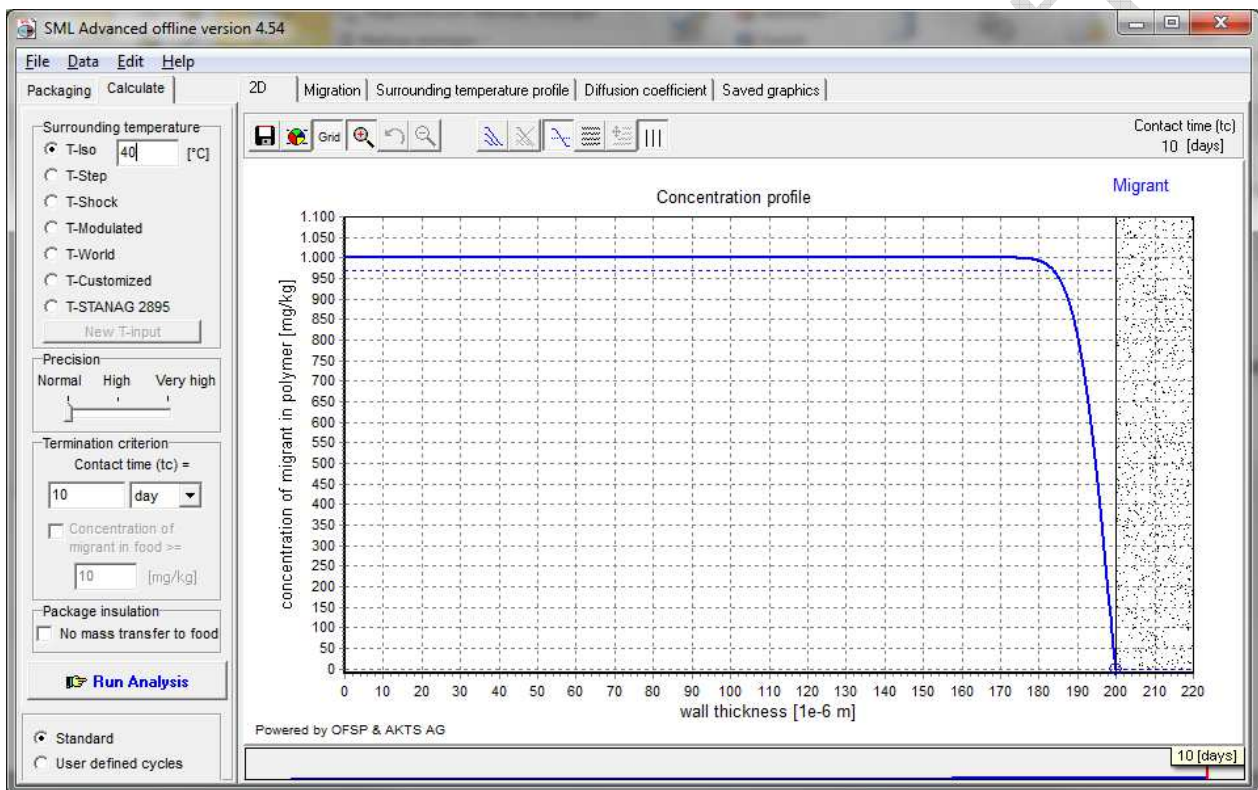 SML Advanced offline version 4.54
File Data Edit Help
Packaging Calculate
2D Migration Surrounding temperature profile Diffusion coefficient Saved graphics
Surrounding temperature
T-Iso 40 [°C]
T-Step
T-Shock
T-Modulated
T-World
T-Customized
T-STANAG 2895
New T-input
Precision
Normal High Very high
Termination criterion
Contact time (tc) =
10 day
Concentration of
migrant in food >=
10 [mg/kg]
Package insulation
No mass transfer to food
Run Analysis
Standard
User defined cycles
Grid
Contact time (tc)
10 [days]
Migrant
Concentration profile
concentration of migrant in polymer [mg/kg]
1.100
1.050
1.000
950
900
850
800
750
700
650
600
550
500
450
400
350
300
250
200
150
100
50
0
0 10 20 30 40 50 60 70 80 90 100 110 120 130 140 150 160 170 180 190 200 210 220
wall thickness [1e-6 m]
Powered by OFSP & AKTS AG
10 [days]